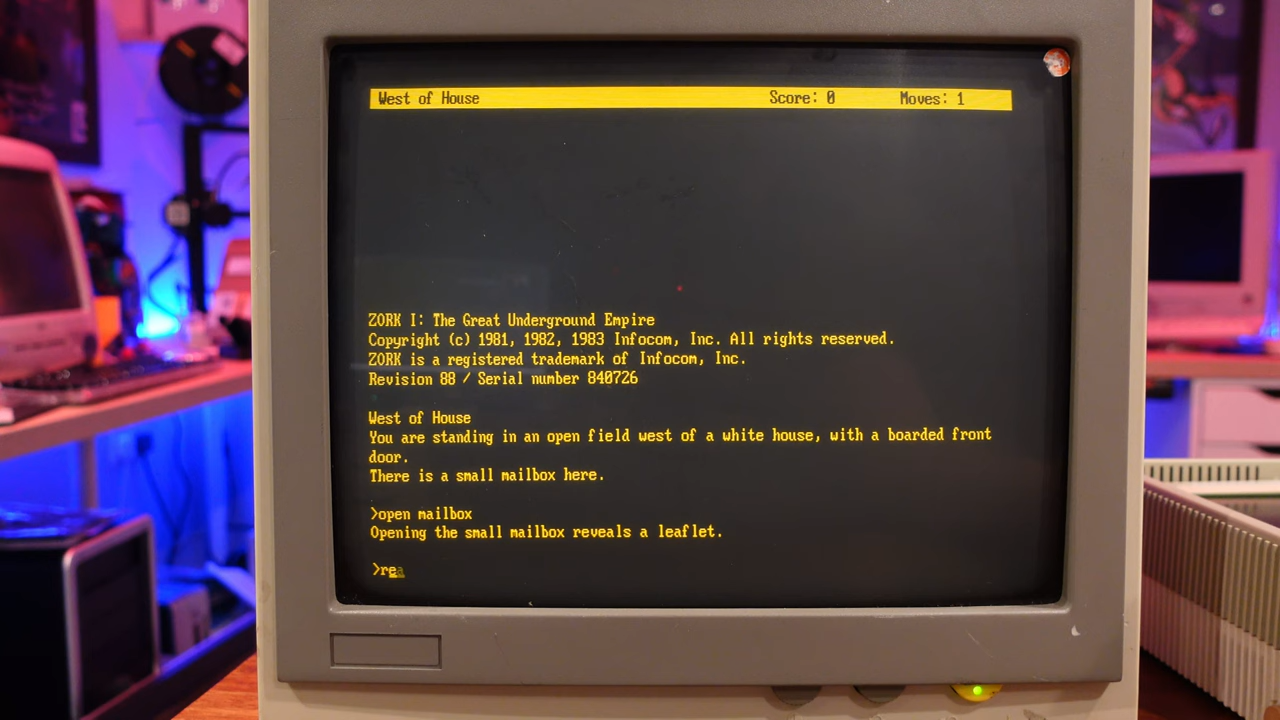 West of House Score: 0 Moves: 1
ZORK I: The Great Underground Empire
Copyright (c) 1981, 1982, 1983 Infocom, Inc. All rights reserved.
ZORK is a registered trademark of Infocom, Inc.
Revision 88 / Serial number 840726
West of House
You are standing in an open field west of a white house, with a boarded front
door.
There is a small mailbox here.
>open mailbox
Opening the small mailbox reveals a leaflet.
>rea